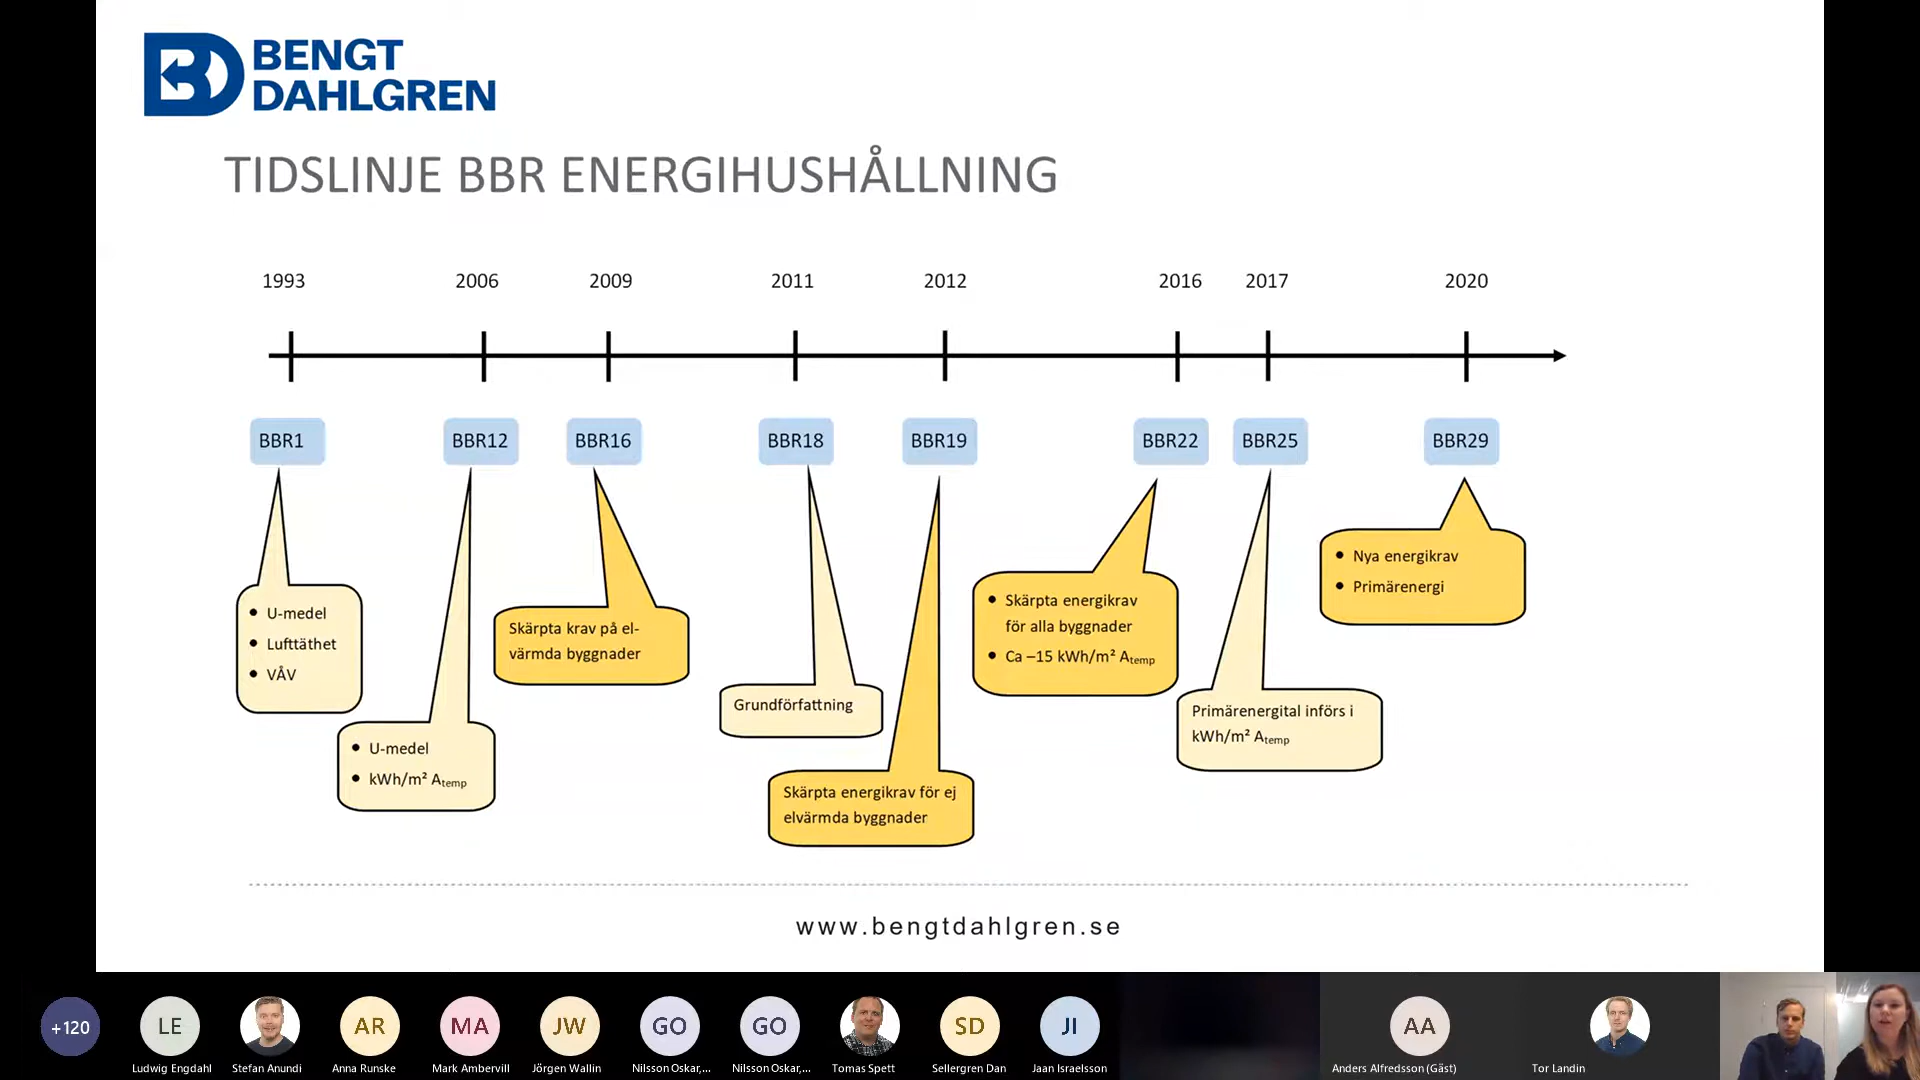 BENGT
DAHLGREN
TIDSLINJE BBR ENERGIHUSHÅLLNING
1993 2006 2009 2011 2012 2016 2017 2020
BBR1 BBR12 BBR16 BBR18 BBR19 BBR22 BBR25 BBR29
• U-medel
• Lufttäthet
• VÅV
• U-medel
• kWh/m² Atemp
Skärpta krav på el-
värmda byggnader
Grundförfattning
Skärpta energikrav för ej
elvärmda byggnader
• Skärpta energikrav
för alla byggnader
• Ca –15 kWh/m² Atemp
Primärenergital införs i
kWh/m² Atemp
• Nya energikrav
• Primärenergi
www.bengtdahlgren.se
+120 LE AR MA JW GO GO SD JI AA
Ludwig Engdahl Stefan Anundi Anna Runske Mark Ambervill Jörgen Wallin Nilsson Oskar,... Nilsson Oskar,... Tomas Spett Sellergren Dan Jaan Israelsson Anders Alfredsson (Gäst) Tor Landin